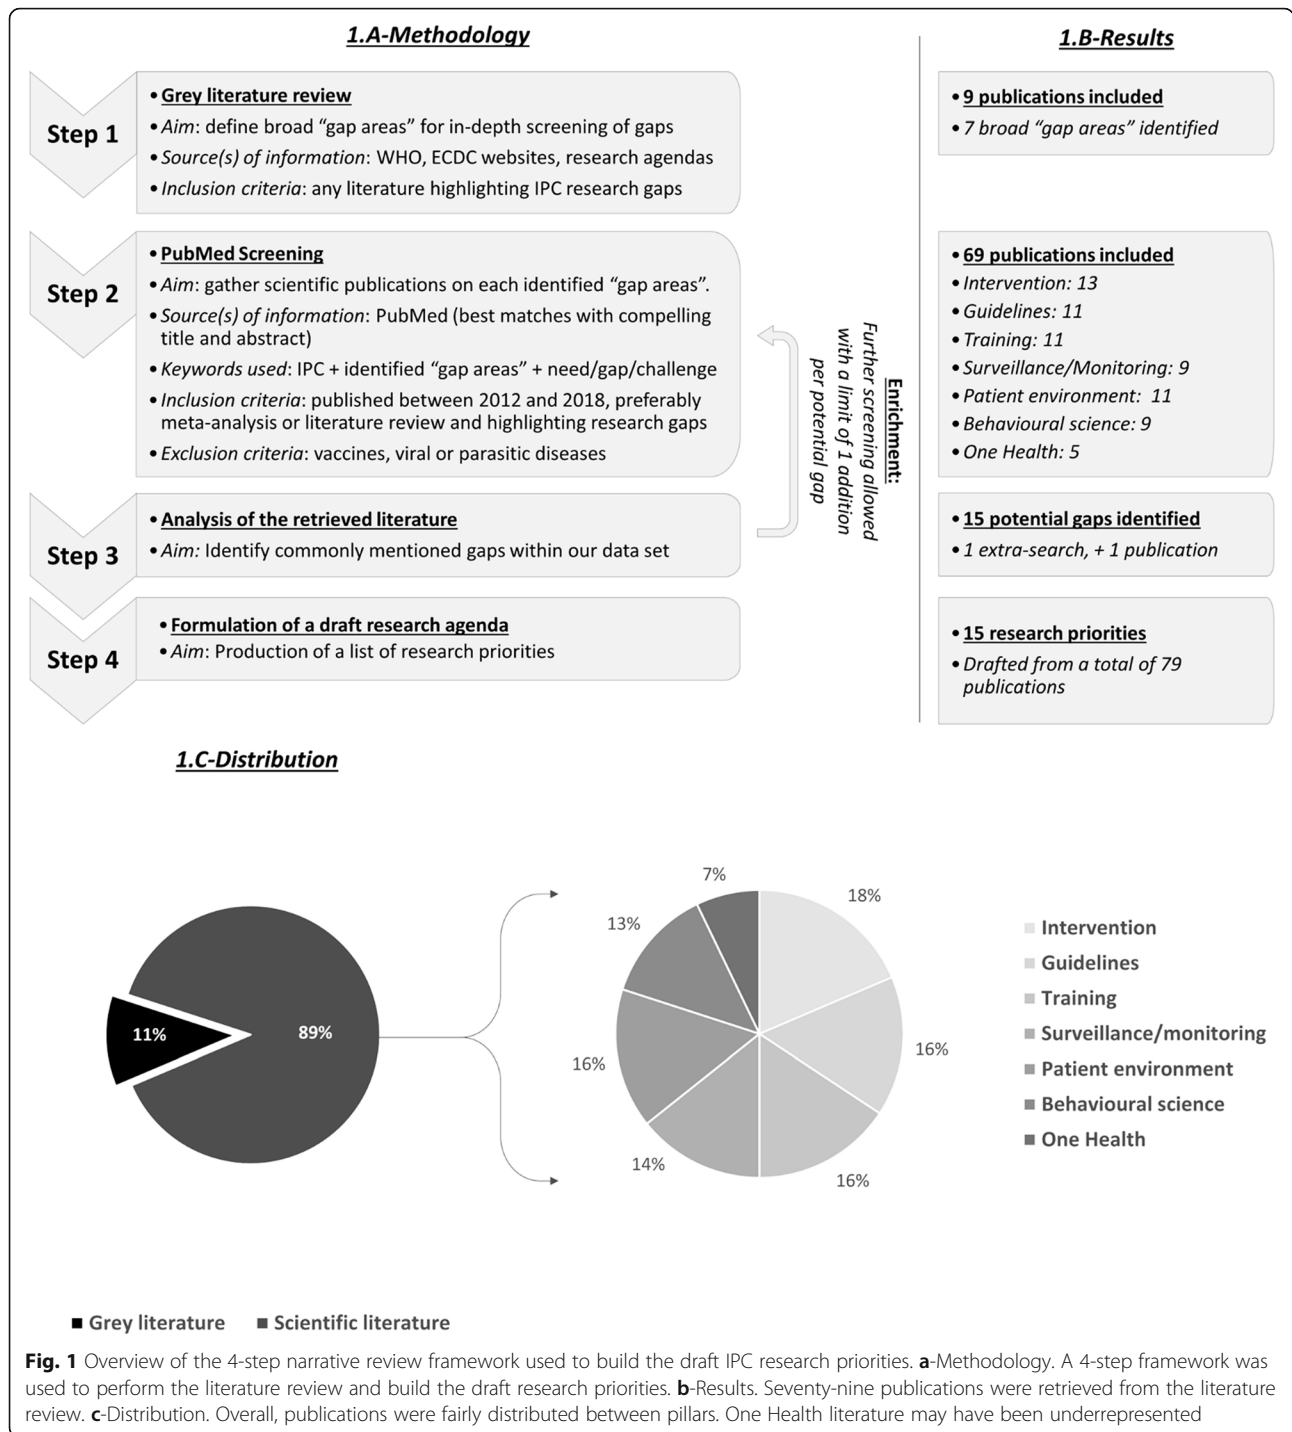 1.A-Methodology
Step 1
• Grey literature review
• Aim: define broad “gap areas” for in-depth screening of gaps
• Source(s) of information: WHO, ECDC websites, research agendas
• Inclusion criteria: any literature highlighting IPC research gaps
Step 2
• PubMed Screening
• Aim: gather scientific publications on each identified “gap areas”.
• Source(s) of information: PubMed (best matches with compelling
title and abstract)
• Keywords used: IPC + identified “gap areas” + need/gap/challenge
• Inclusion criteria: published between 2012 and 2018, preferably
meta-analysis or literature review and highlighting research gaps
• Exclusion criteria: vaccines, viral or parasitic diseases
Step 3
• Analysis of the retrieved literature
• Aim: Identify commonly mentioned gaps within our data set
Step 4
• Formulation of a draft research agenda
• Aim: Production of a list of research priorities
Enrichment:
Further screening allowed
with a limit of 1 addition
per potential gap
1.B-Results
• 9 publications included
• 7 broad “gap areas” identified
• 69 publications included
• Intervention: 13
• Guidelines: 11
• Training: 11
• Surveillance/Monitoring: 9
• Patient environment: 11
• Behavioural science: 9
• One Health: 5
• 15 potential gaps identified
• 1 extra-search, + 1 publication
• 15 research priorities
• Drafted from a total of 79
publications
1.C-Distribution
11%
89%
7%
18%
13%
16%
16%
14%
16%
Intervention
Guidelines
Training
Surveillance/monitoring
Patient environment
Behavioural science
One Health
Grey literature
Scientific literature
Fig. 1 Overview of the 4-step narrative review framework used to build the draft IPC research priorities. a-Methodology. A 4-step framework was
used to perform the literature review and build the draft research priorities. b-Results. Seventy-nine publications were retrieved from the literature
review. c-Distribution. Overall, publications were fairly distributed between pillars. One Health literature may have been underrepresented